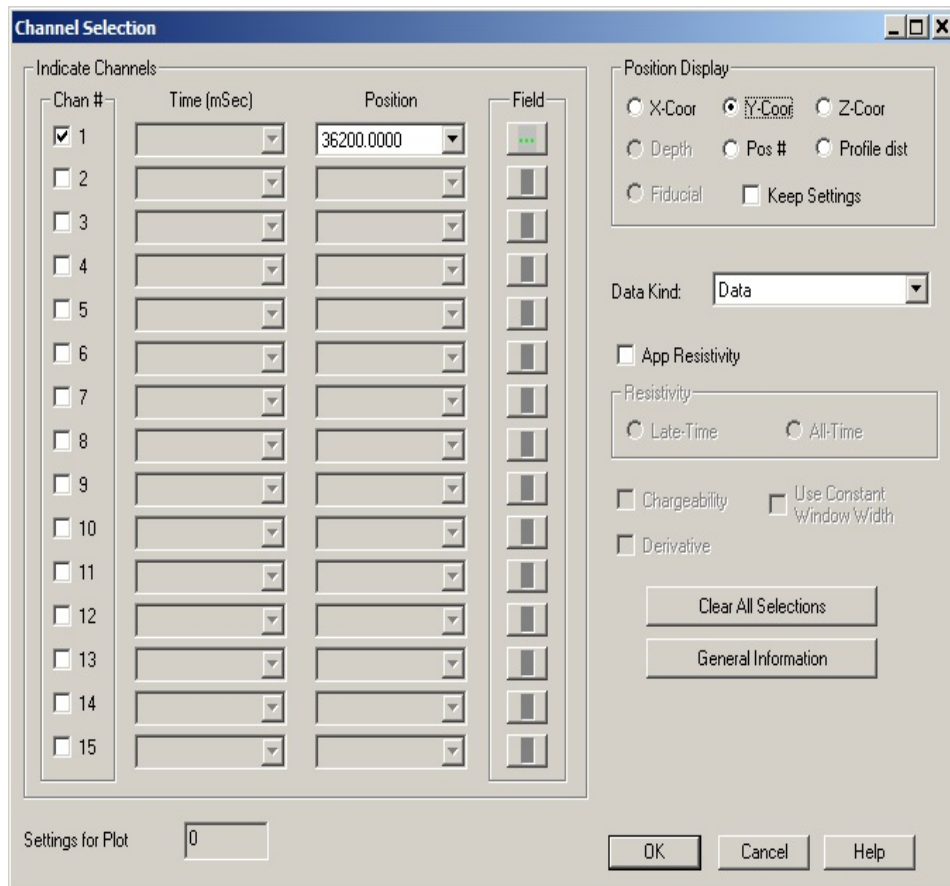 Channel Selection
Indicate Channels
Chan #
Time (mSec)
Position
Field
1
36200.0000
...
2
3
4
5
6
7
8
9
10
11
12
13
14
15
Settings for Plot
0
Position Display
X-Coor
Y-Coor
Z-Coor
Depth
Pos #
Profile dist
Fiducial
Keep Settings
Data Kind:
Data
App Resistivity
Resistivity
Late-Time
All-Time
Chargeability
Use Constant
Window Width
Derivative
Clear All Selections
General Information
OK
Cancel
Help